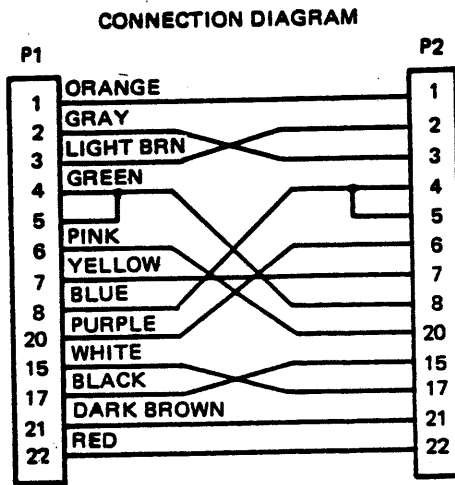 CONNECTION DIAGRAM
P1 P2
ORANGE
1 1
GRAY
2 2
LIGHT BRN
3 3
GREEN
4 4
5 5
PINK
6 6
YELLOW
7 7
BLUE
8 8
PURPLE
20 20
WHITE
15 15
BLACK
17 17
DARK BROWN
21 21
RED
22 22